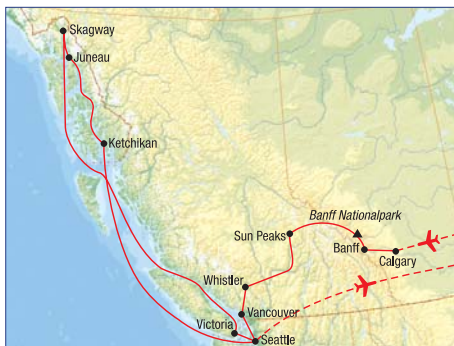 Skagway
Juneau
Ketchikan
Banff Nationalpark
Sun Peaks
Banff
Calgary
Whistler
Vancouver
Victoria
Seattle